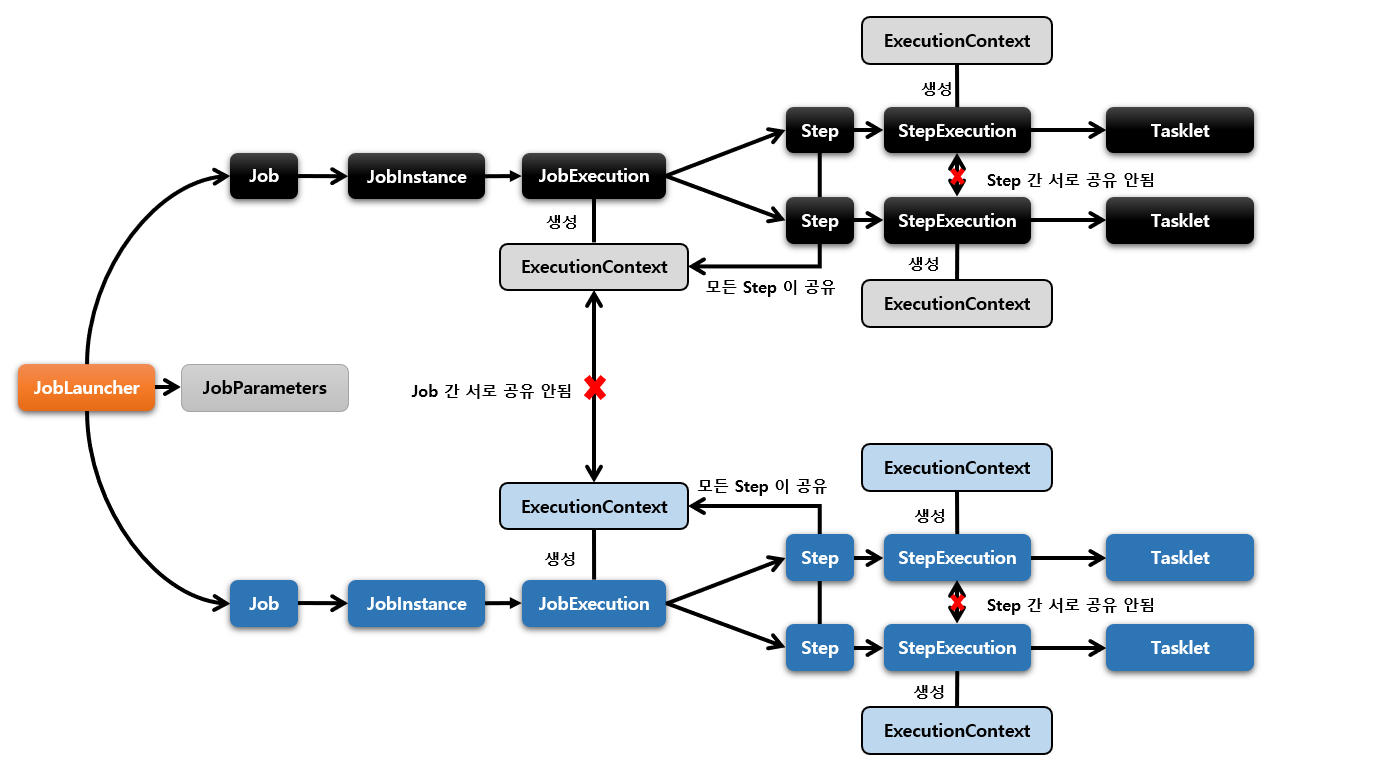 ExecutionContext
생성
Step
StepExecution
Tasklet
Job
JobInstance
JobExecution
Step 간 서로 공유 안됨
생성
Step
StepExecution
Tasklet
ExecutionContext
생성
모든 Step 이 공유
ExecutionContext
JobLauncher
JobParameters
Job 간 서로 공유 안됨
ExecutionContext
모든 Step 이 공유
ExecutionContext
생성
생성
Step
StepExecution
Tasklet
Job
JobInstance
JobExecution
Step 간 서로 공유 안됨
Step
StepExecution
Tasklet
생성
ExecutionContext